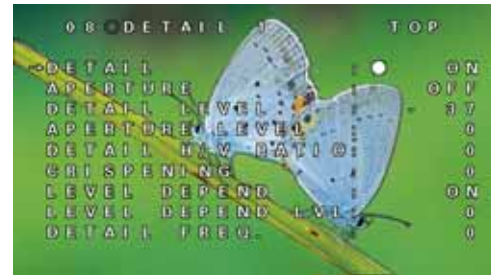 08 DETAIL 1 TOP
→DETAIL : ON
APERTURE : OFF
DETAIL LEVEL : - 37
APERTURE LEVEL : 0
DETAIL H/V RATIO : 0
CRISPENING : 0
LEVEL DEPEND : ON
LEVEL DEPEND LVL : 0
DETAIL FREQ. : 0